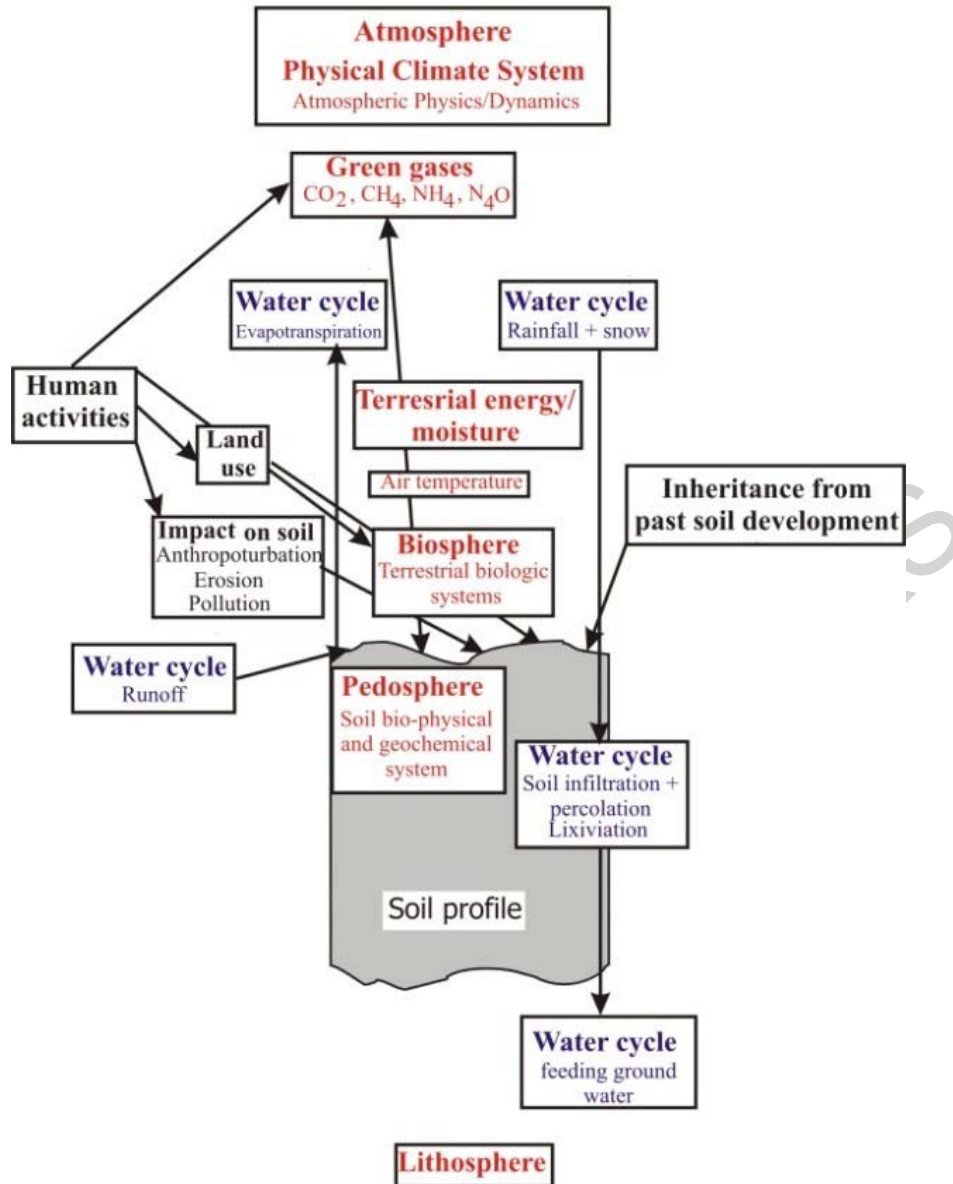 Atmosphere
Physical Climate System
Atmospheric Physics/Dynamics
Green gases
CO2, CH4, NH4, N4O
Water cycle
Evapotranspiration
Water cycle
Rainfall + snow
Human
activities
Terresrial energy/
moisture
Land
use
Air temperature
Inheritance from
past soil development
Impact on soil
Anthropoturbation
Erosion
Pollution
Biosphere
Terrestrial biologic
systems
Water cycle
Runoff
Pedosphere
Soil bio-physical
and geochemical
system
Water cycle
Soil infiltration +
percolation
Lixiviation
Soil profile
Water cycle
feeding ground
water
Lithosphere